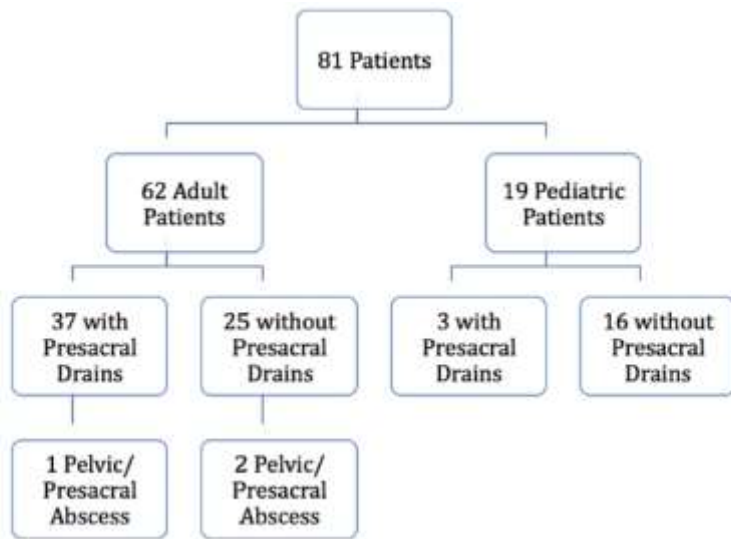 81 Patients
62 Adult
Patients
19 Pediatric
Patients
37 with
Presacral
Drains
25 without
Presacral
Drains
3 with
Presacral
Drains
16 without
Presacral
Drains
1 Pelvic/
Presacral
Abscess
2 Pelvic/
Presacral
Abscess